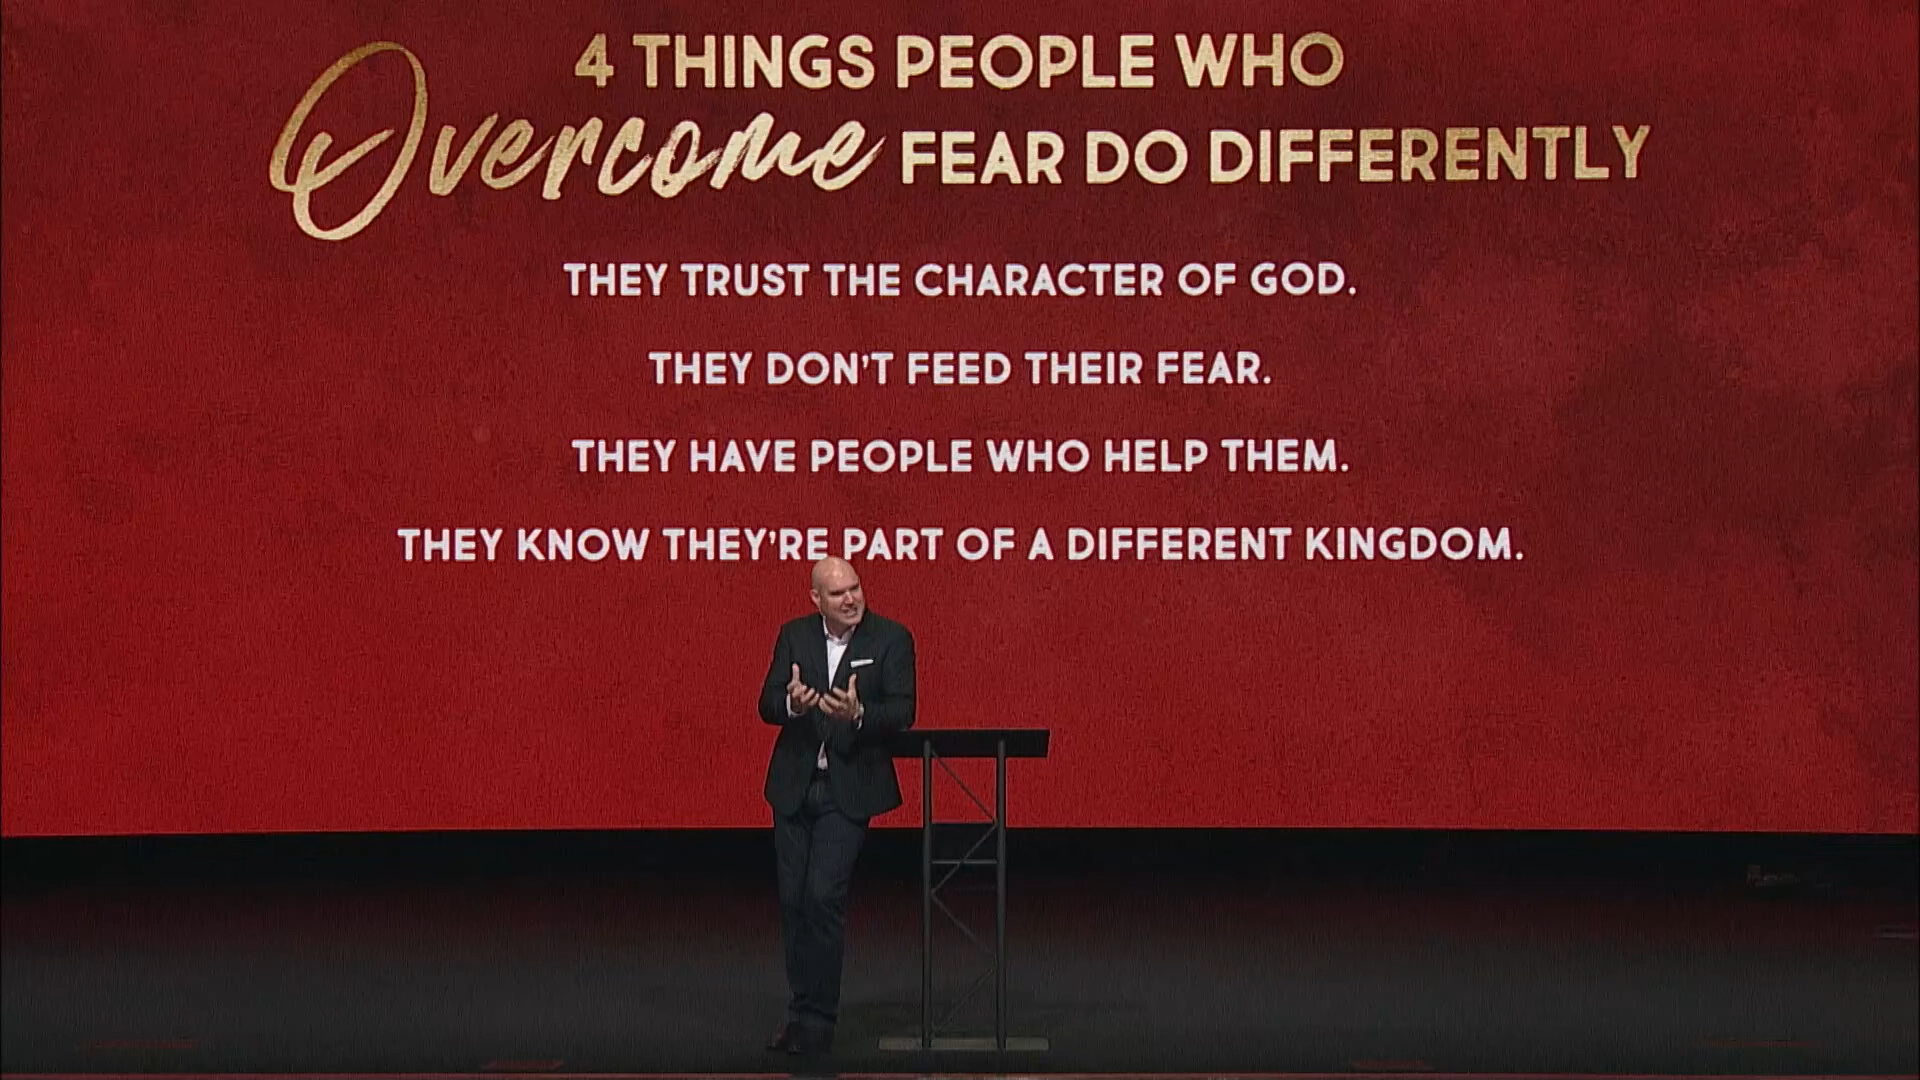 4 THINGS PEOPLE WHO
Overcome FEAR DO DIFFERENTLY
THEY TRUST THE CHARACTER OF GOD.
THEY DON'T FEED THEIR FEAR.
THEY HAVE PEOPLE WHO HELP THEM.
THEY KNOW THEY'RE PART OF A DIFFERENT KINGDOM.